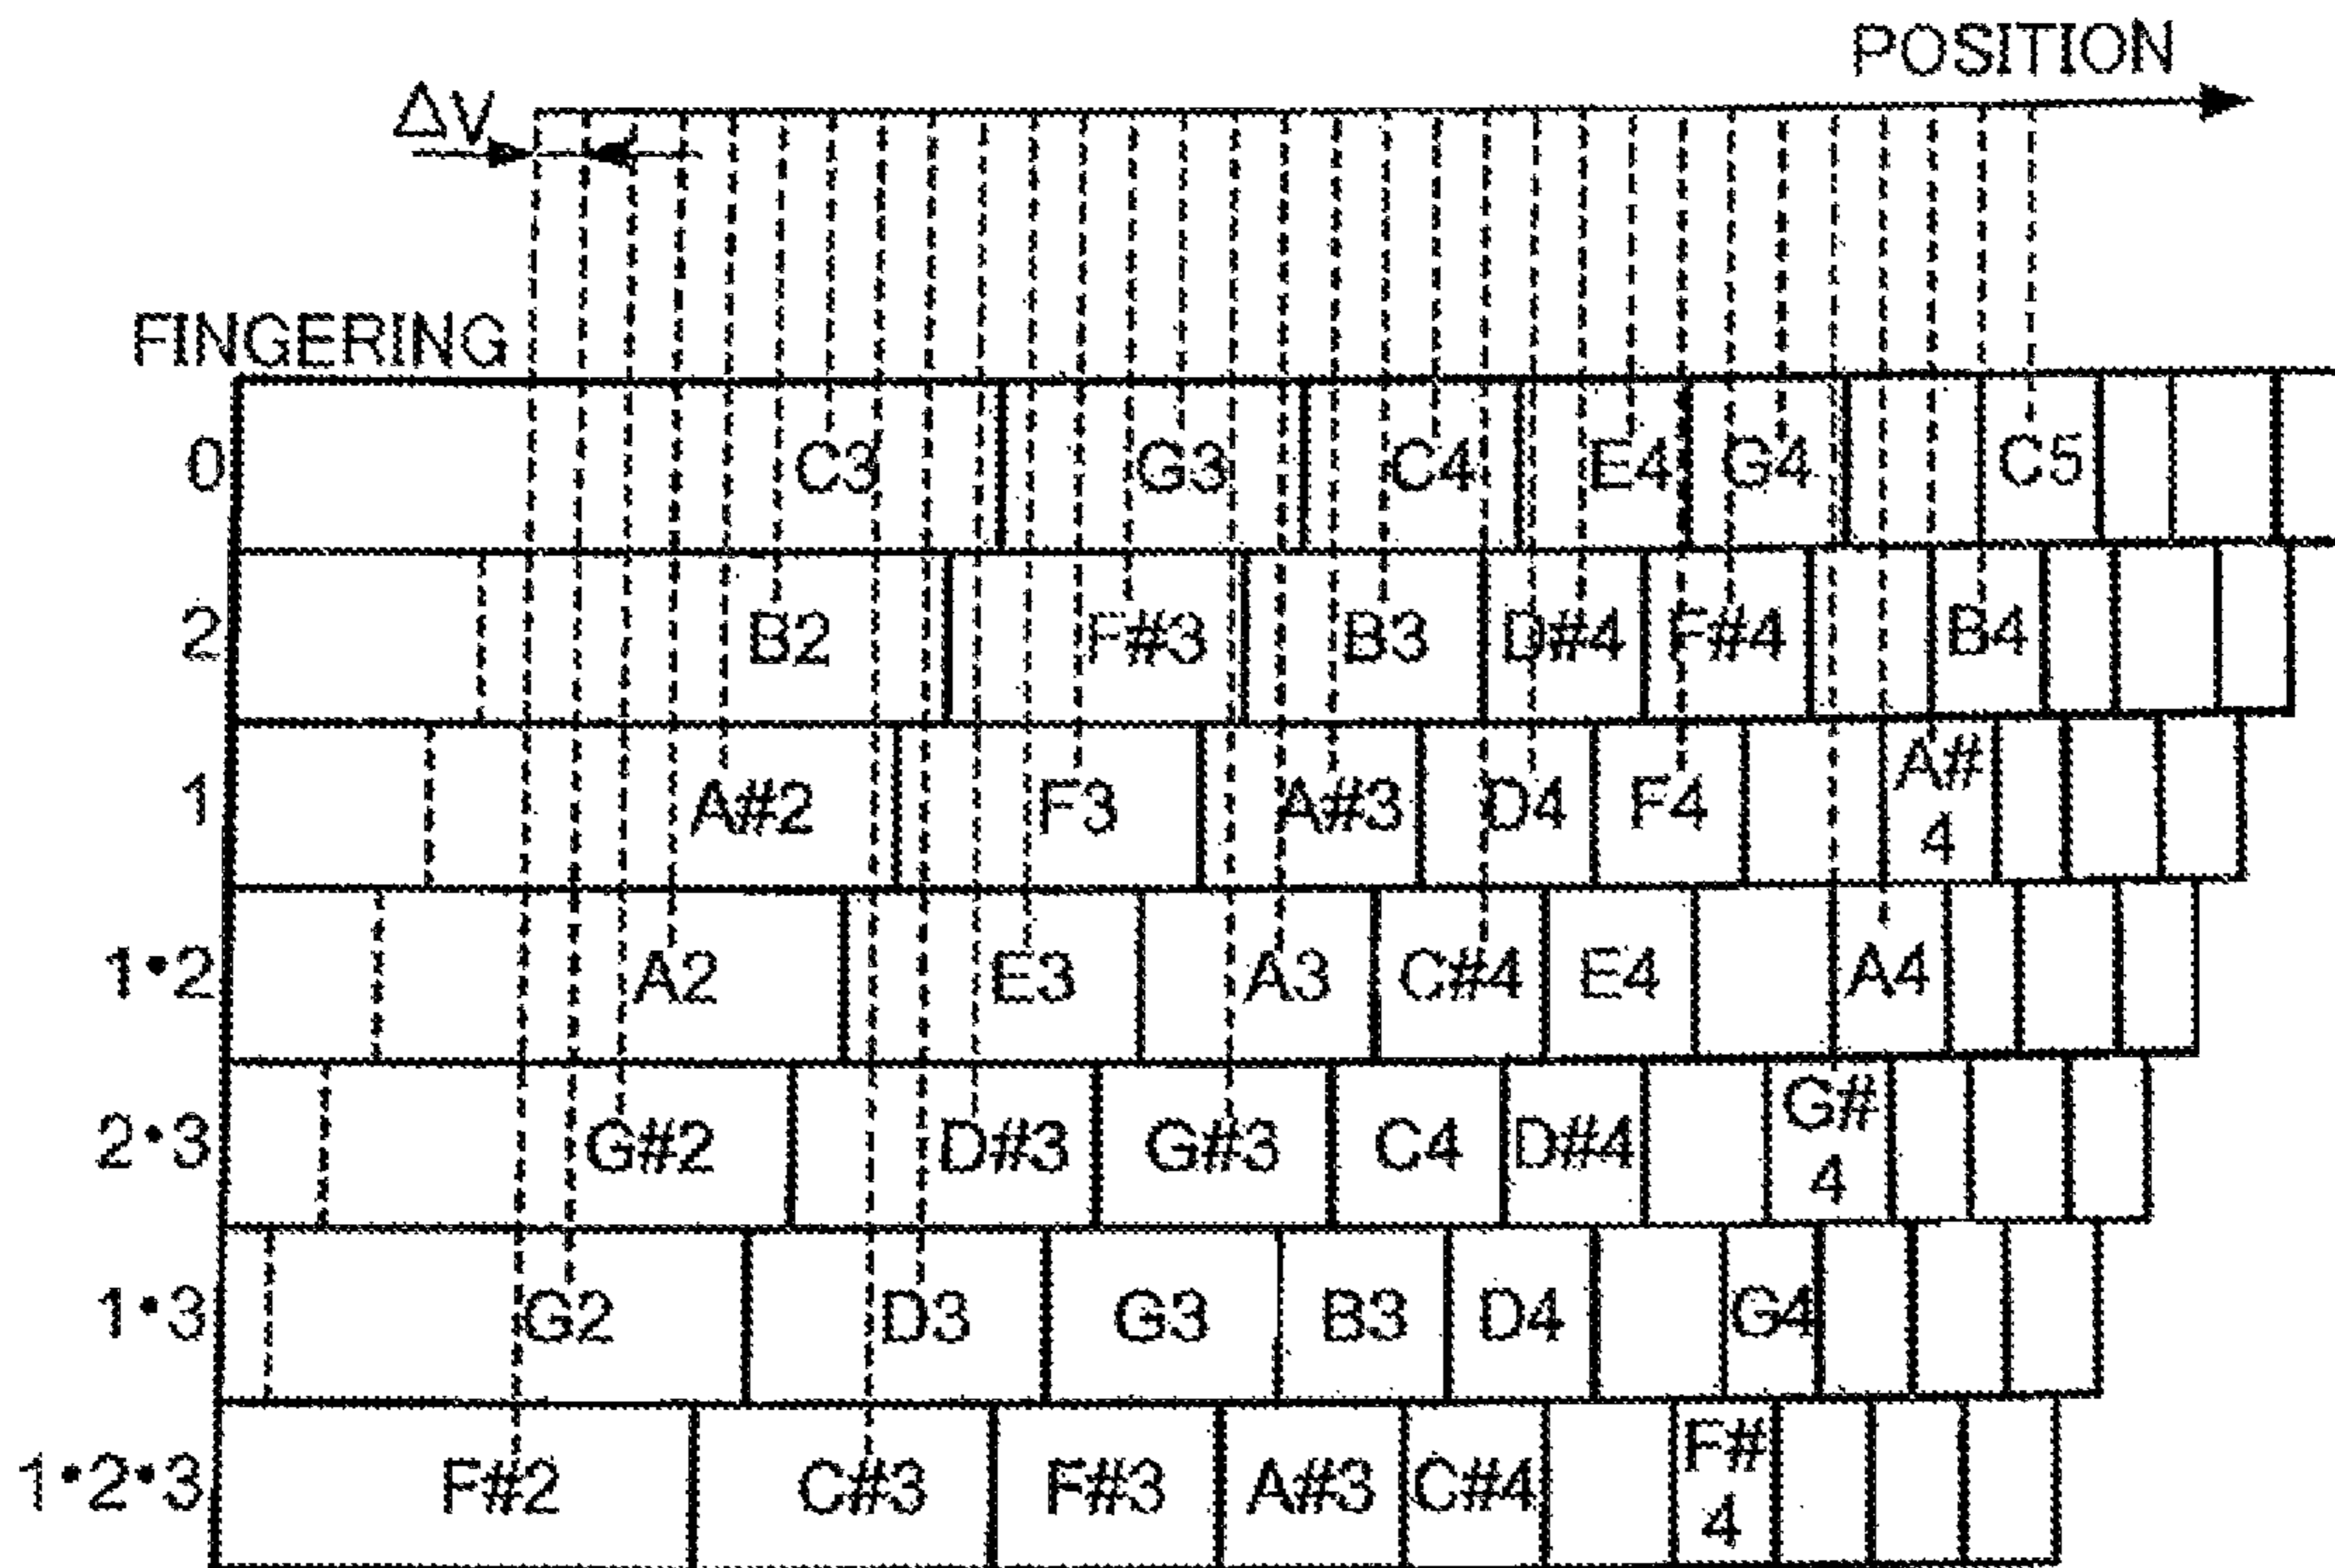 POSITION
ΔV
FINGERING
0 C3 G3 C4 E4 G4 C5
2 B2 F#3 B3 D#4 F#4 B4
1 A#2 F3 A#3 D4 F4 A#
4
1•2 A2 E3 A3 C#4 E4 A4
2•3 G#2 D#3 G#3 C4 D#4 G#
4
1•3 G2 D3 G3 B3 D4 G4
1•2•3 F#2 C#3 F#3 A#3 C#4 F#
4